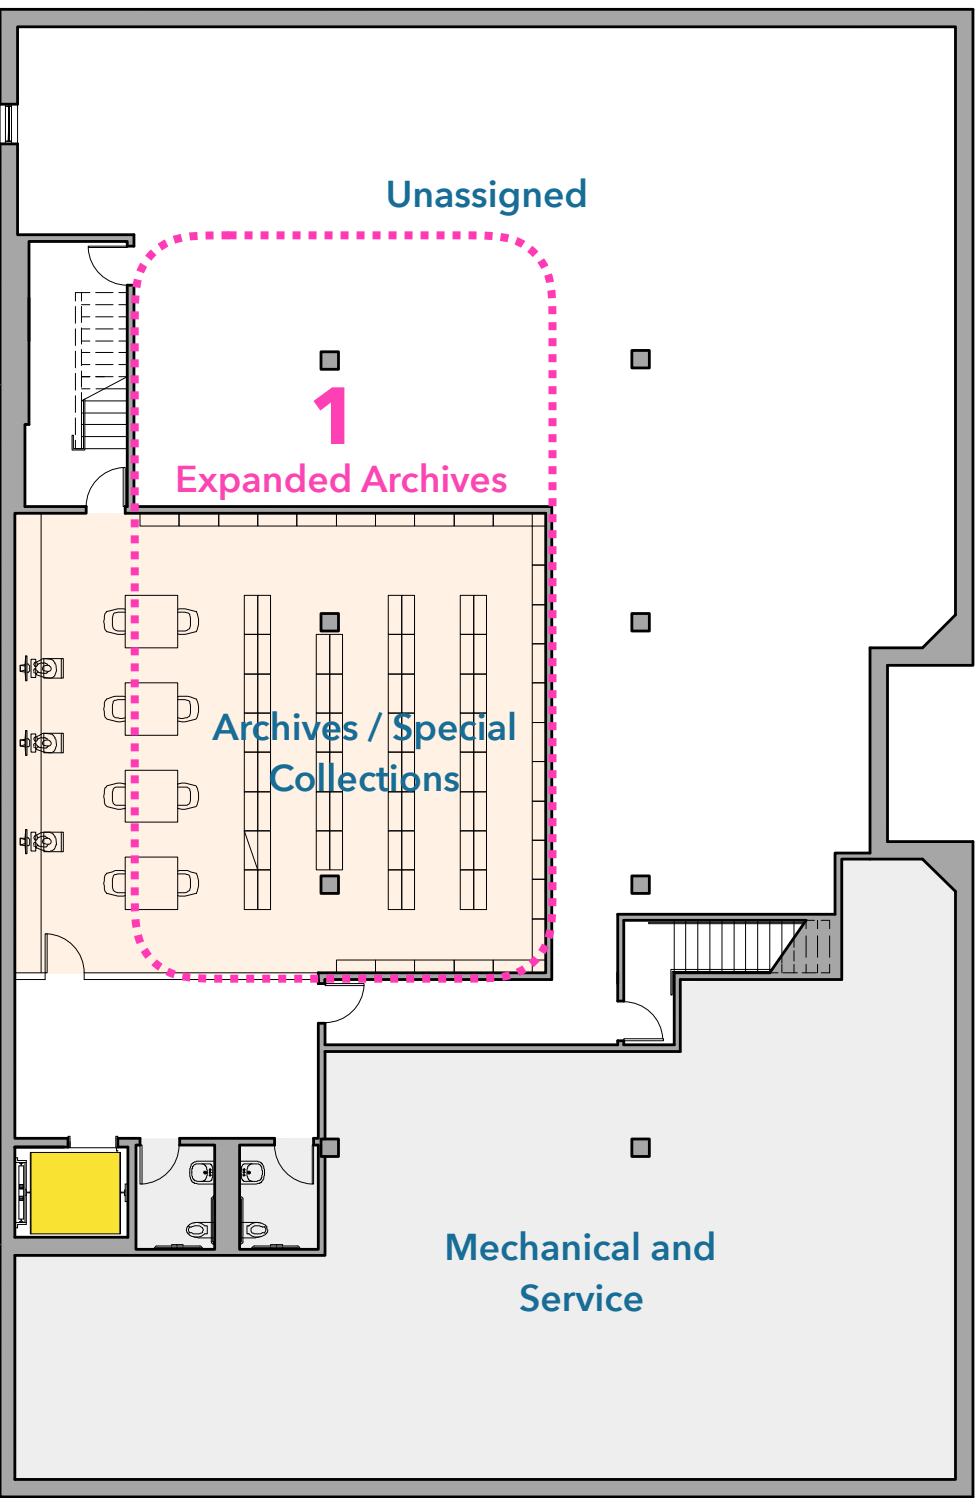 Unassigned
1
Expanded Archives
Archives / Special
Collections
Mechanical and
Service